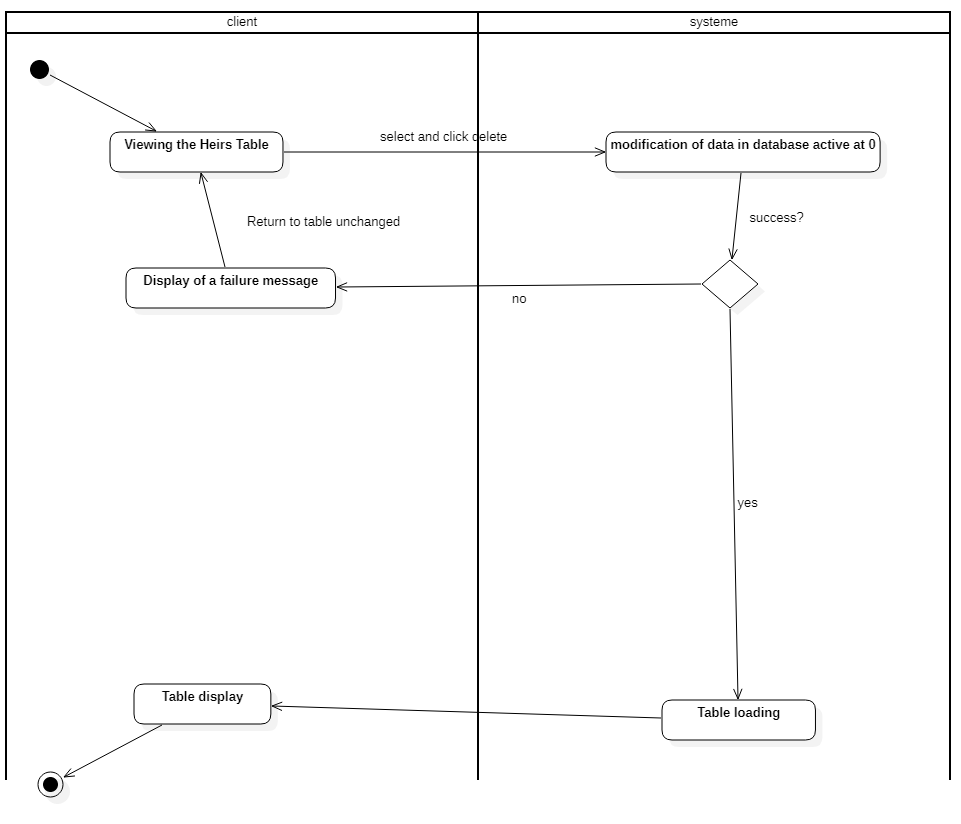 client
systeme
select and click delete
Viewing the Heirs Table
modification of data in database active at 0
Return to table unchanged
success?
Display of a failure message
no
yes
Table display
Table loading